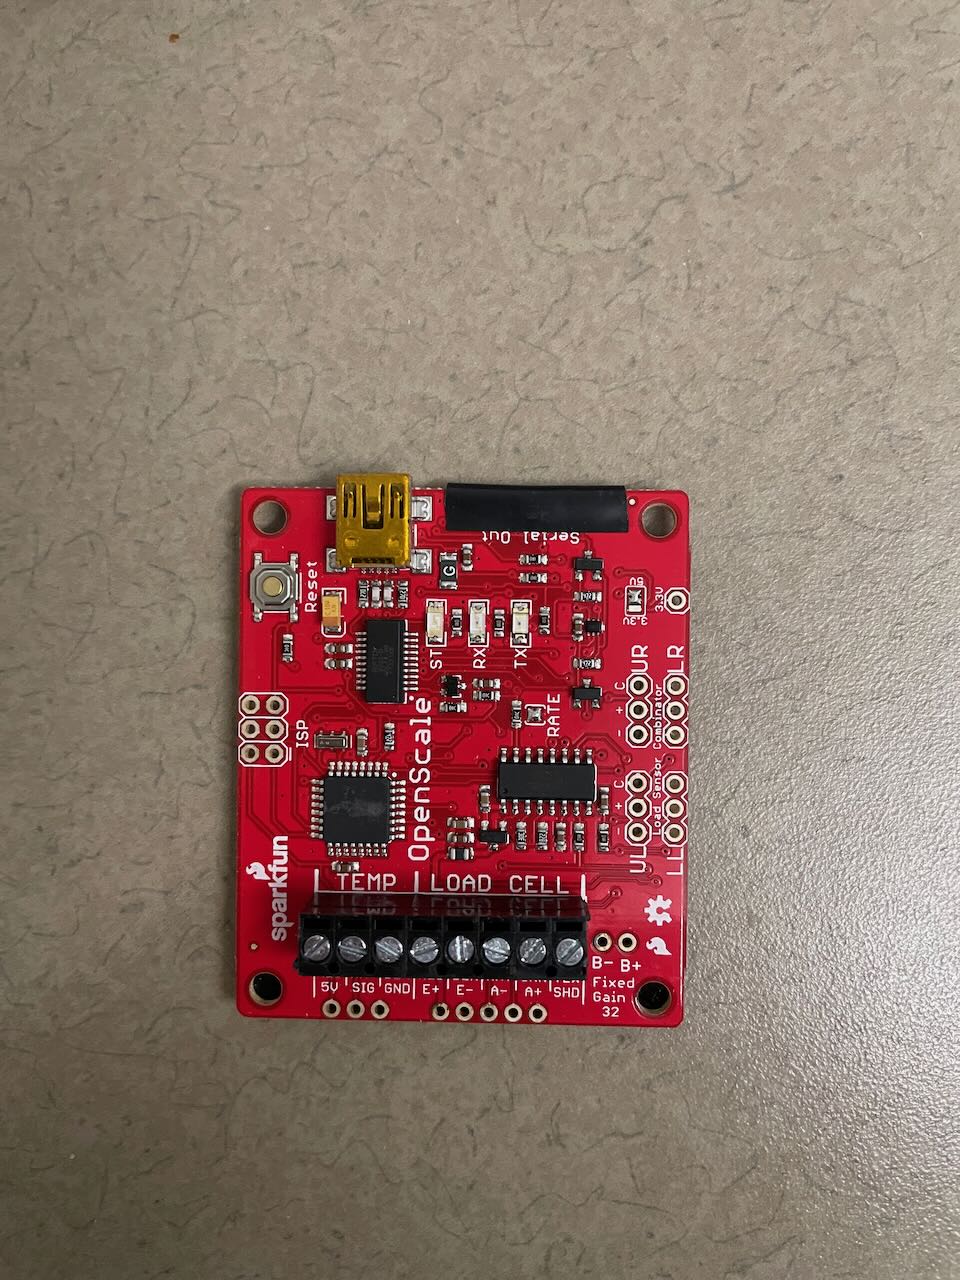 Serial Out
Reset
G
3.3V
3.3V
ST
RX
TX
UR
LR
C
+
-
Combinator
ISP
RATE
OpenScale
C
+
-
Load Sensor
UL
LL
sparkfun
TEMP
LOAD CELL
B- B+
5V SIG GND E+ E- A- A+ SHD
Fixed
Gain
32